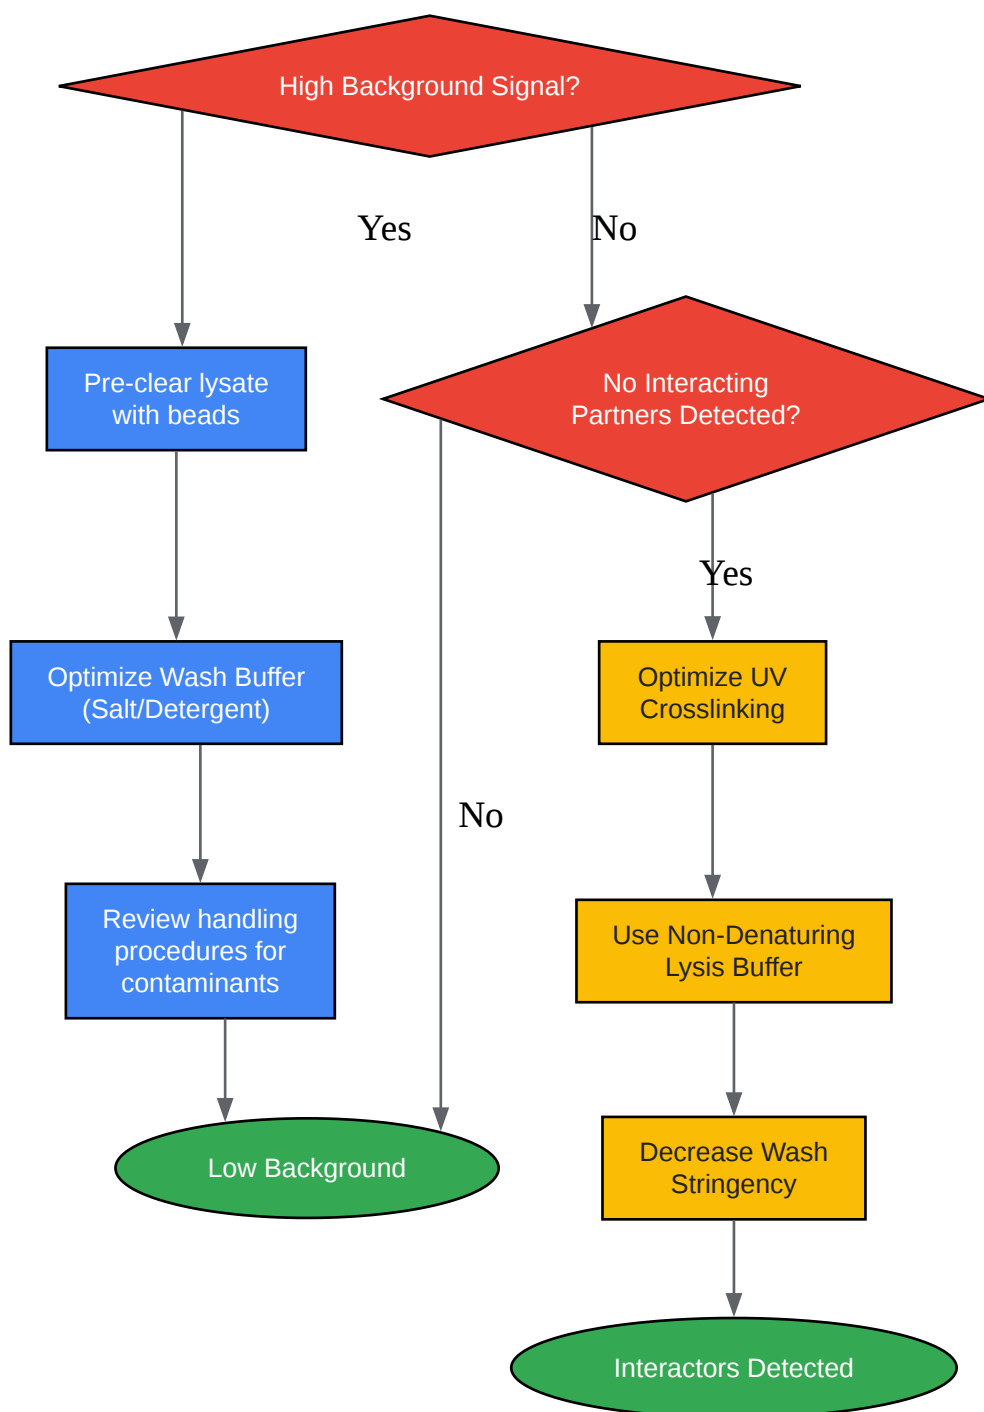 High Background Signal?
Yes
No
Pre-clear lysate
with beads
No Interacting
Partners Detected?
Yes
Optimize Wash Buffer
(Salt/Detergent)
Optimize UV
Crosslinking
No
Review handling
procedures for
contaminants
Use Non-Denaturing
Lysis Buffer
Low Background
Decrease Wash
Stringency
Interactors Detected